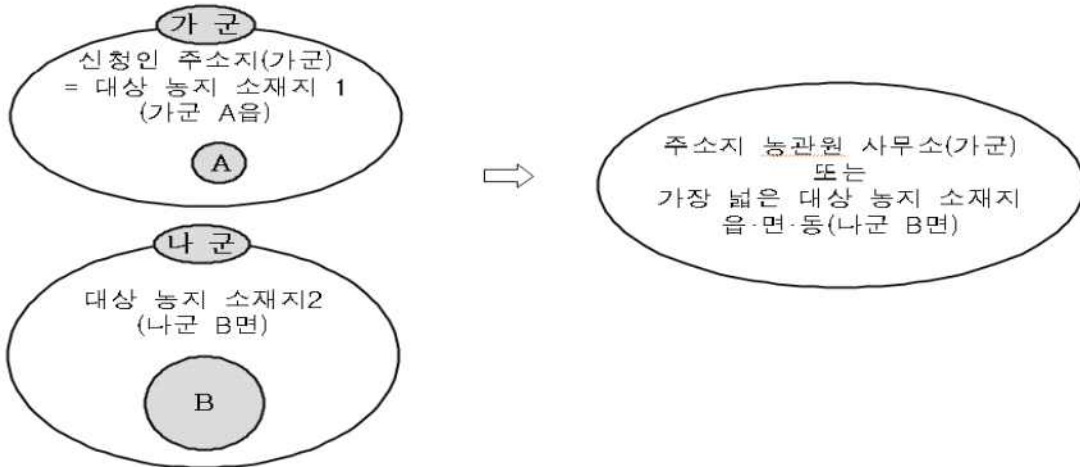 가 군
신청인 주소지(가군)
= 대상 농지 소재지 1
(가군 A읍)
A
나 군
대상 농지 소재지2
(나군 B면)
B
주소지 농관원 사무소(가군)
또는
가장 넓은 대상 농지 소재지
읍·면·동(나군 B면)